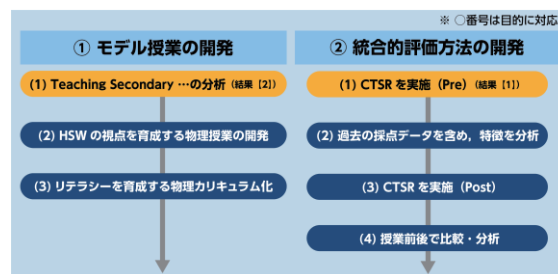 ※ ○番号は目的に対応
① モデル授業の開発
(1) Teaching Secondary …の分析 (結果【2】)
(2) HSW の視点を育成する物理授業の開発
(3) リテラシーを育成する物理カリキュラム化
② 統合的評価方法の開発
(1) CTSR を実施（Pre）(結果【1】)
(2) 過去の採点データを含め，特徴を分析
(3) CTSR を実施（Post）
(4) 授業前後で比較・分析